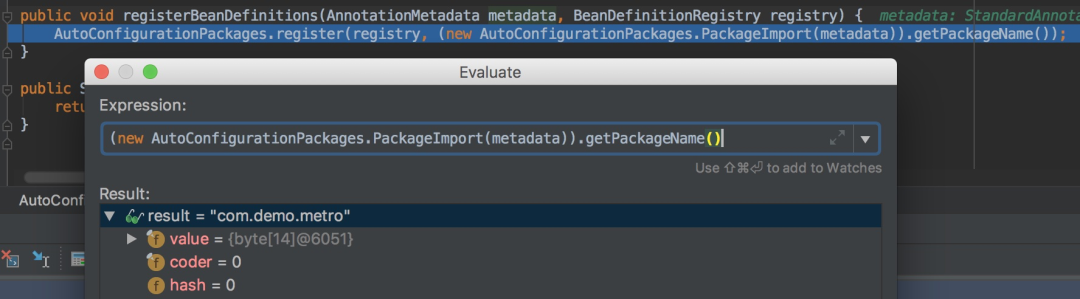 public void registerBeanDefinitions(AnnotationMetadata metadata, BeanDefinitionRegistry registry) { metadata: StandardAnnota
AutoConfigurationPackages.register(registry, (new AutoConfigurationPackages.PackageImport(metadata)).getPackageName());
}
Evaluate
public S
Expression:
retu
}
(new AutoConfigurationPackages.PackageImport(metadata)).getPackageName()
Use ⇧⌘⏎ to add to Watches
Result:
AutoConf
result = "com.demo.metro"
f value = {byte[14]@6051}
f coder = 0
f hash = 0